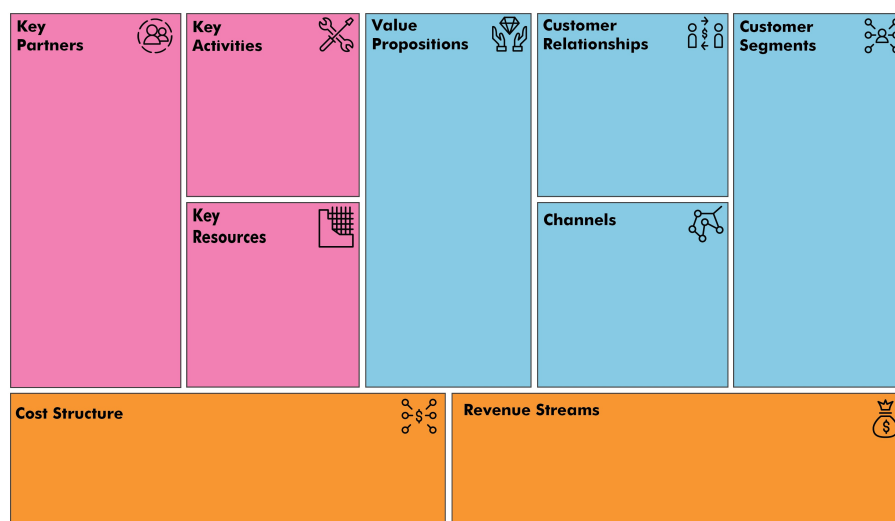 Key
Partners
Key
Activities
Value
Propositions
Customer
Relationships
$
Customer
Segments
Key
Resources
Channels
Cost Structure
$
Revenue Streams
$